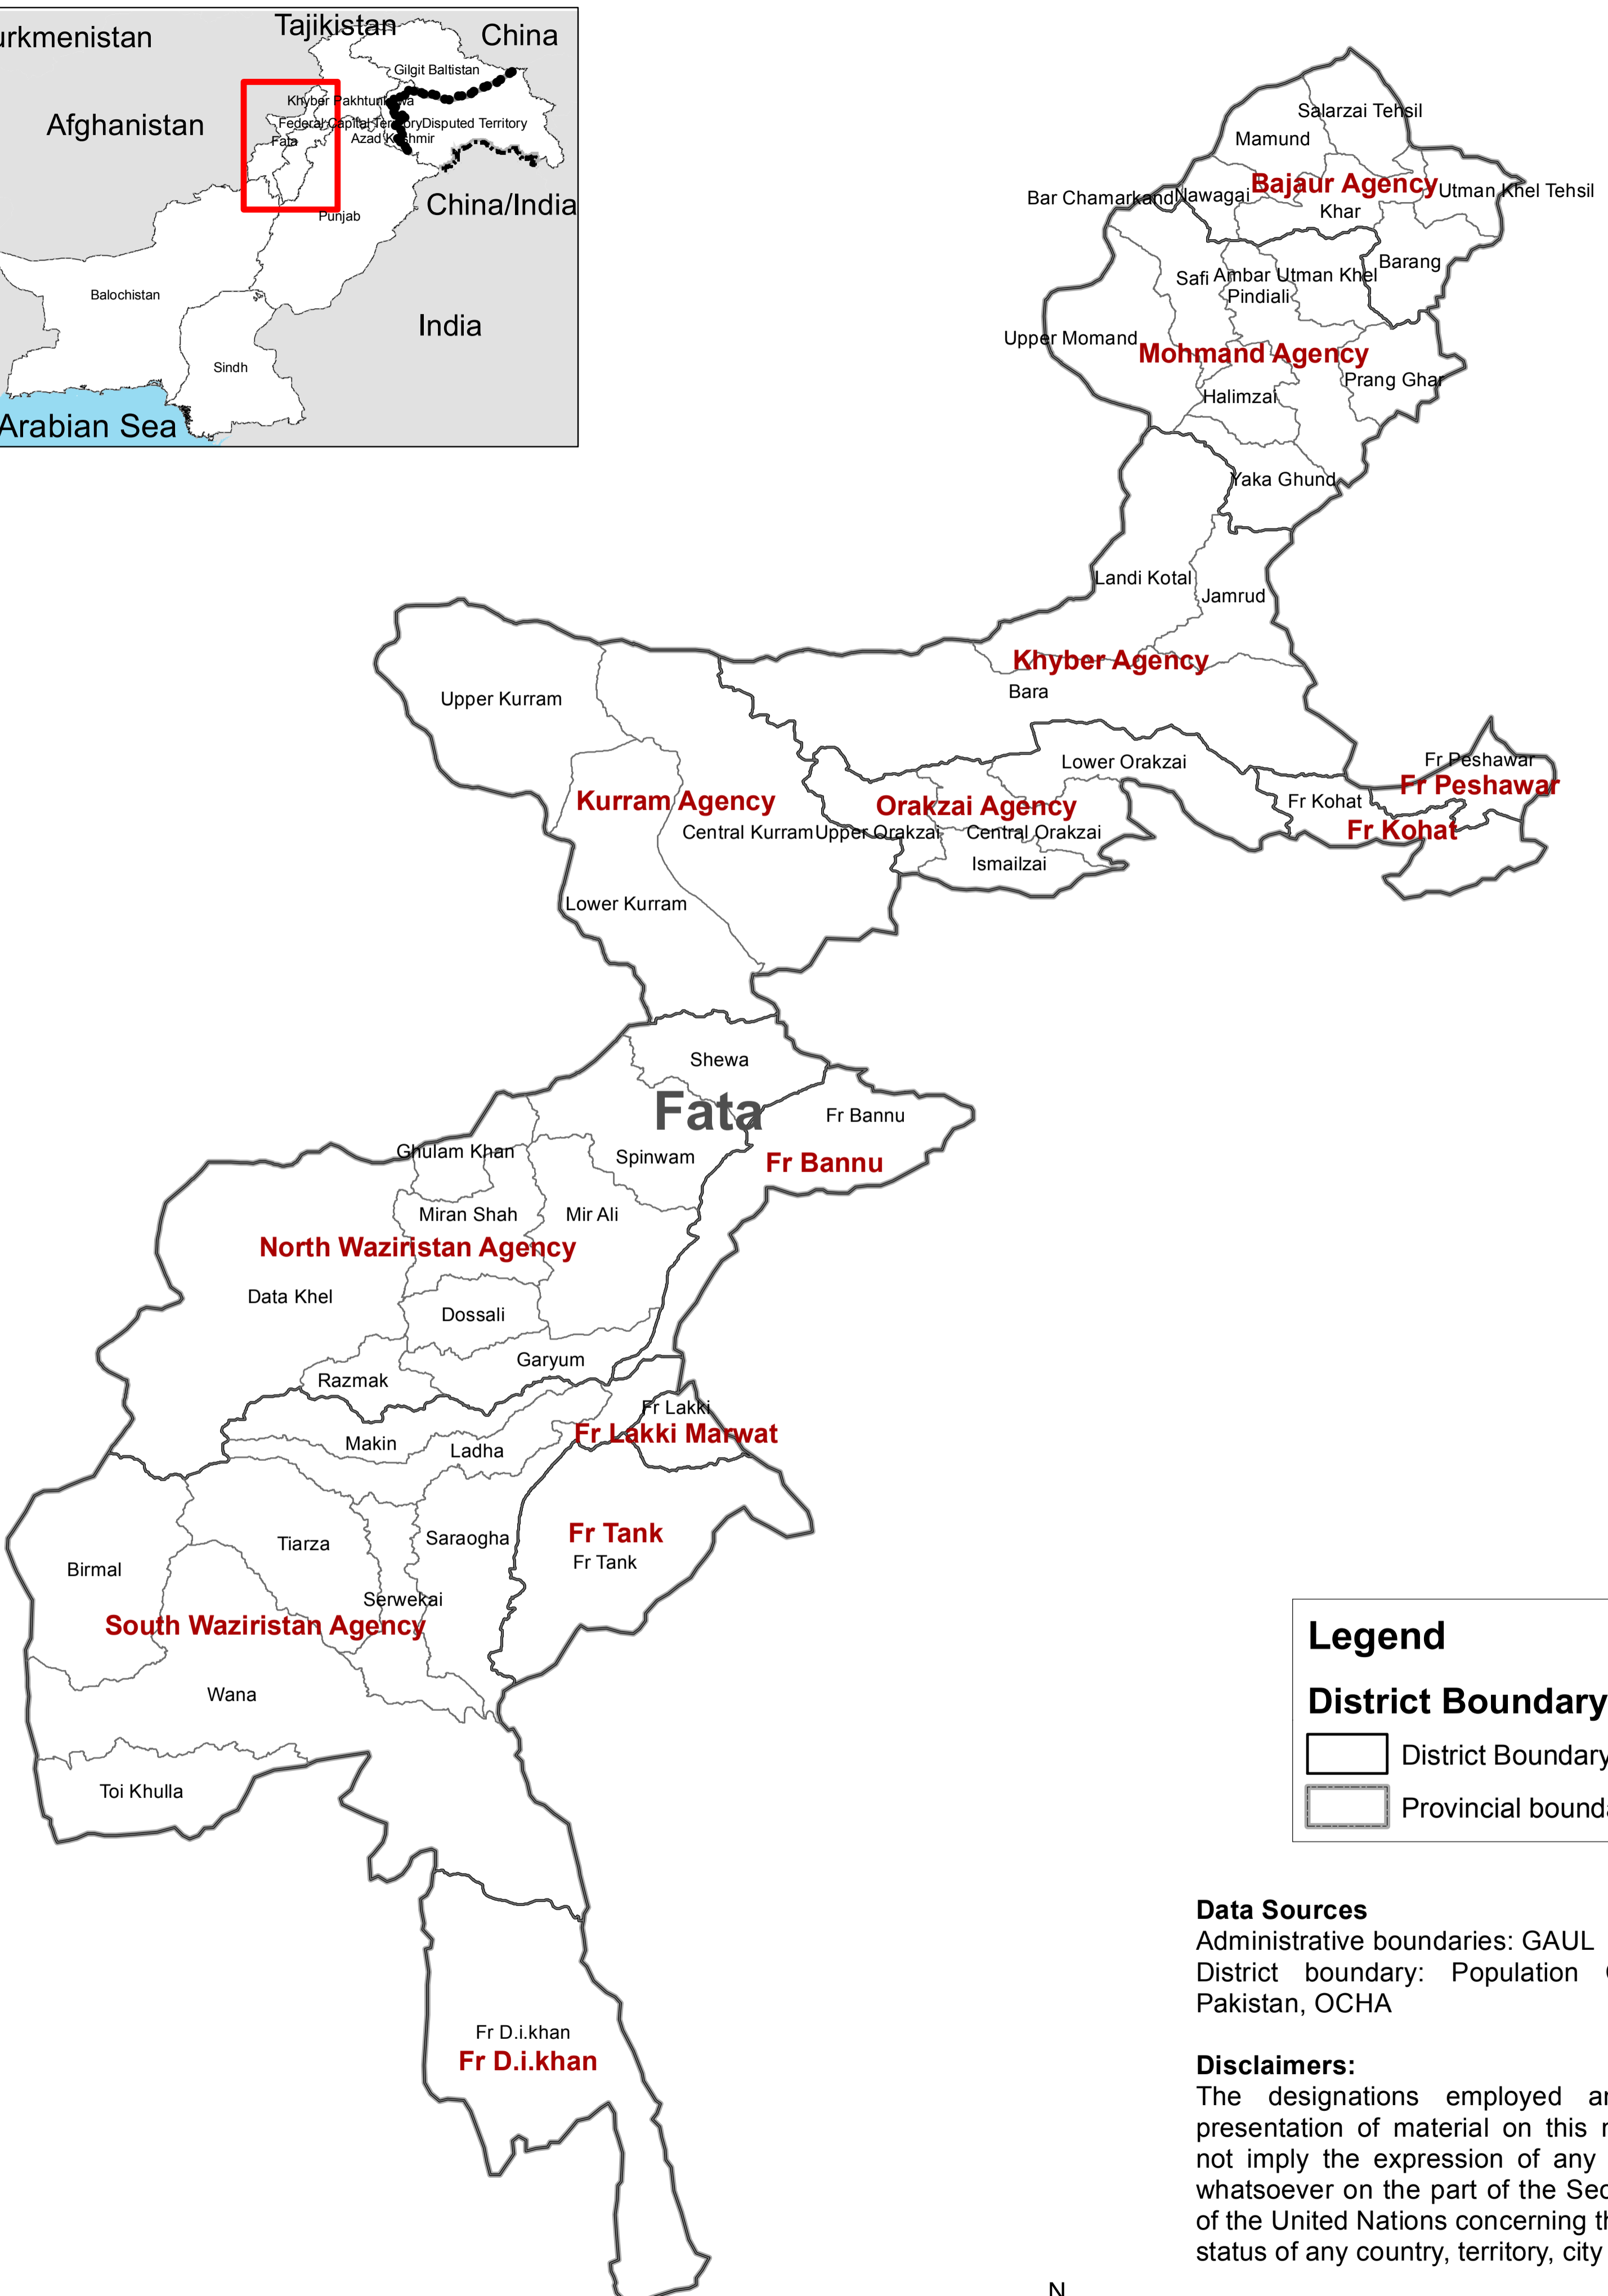 Tajikistan
China
urkmenistan
Gilgit Baltistan
Khyber Pakhtunkhwa
Afghanistan
Federal Capital Territory
Disputed Territory
Fata
Azad Kashmir
China/India
Punjab
Balochistan
India
Sindh
Arabian Sea
Salarzai Tehsil
Mamund
Bajaur Agency
Utman Khel Tehsil
Bar Chamarkand
Nawagai
Khar
Barang
Safi
Ambar Utman Khel
Pindiali
Upper Momand
Mohmand Agency
Prang Ghar
Halimzai
Yaka Ghund
Landi Kotal
Jamrud
Khyber Agency
Bara
Upper Kurram
Lower Orakzai
Fr Peshawar
Fr Peshawar
Kurram Agency
Orakzai Agency
Fr Kohat
Fr Kohat
Central Kurram
Upper Orakzai
Central Orakzai
Ismailzai
Lower Kurram
Shewa
Fata
Fr Bannu
Ghulam Khan
Spinwam
Fr Bannu
Miran Shah
Mir Ali
North Waziristan Agency
Data Khel
Dossali
Garyum
Razmak
Fr Lakki
Fr Lakki Marwat
Makin
Ladha
Fr Tank
Tiarza
Saraogha
Fr Tank
Birmal
Serwekai
South Waziristan Agency
Wana
Toi Khulla
Fr D.i.khan
Fr D.i.khan
Legend
District Boundary
District Boundary
Provincial bounda
Data Sources
Administrative boundaries: GAUL
District boundary: Population
Pakistan, OCHA
Disclaimers:
The designations employed an
presentation of material on this
not imply the expression of any
whatsoever on the part of the Sec
of the United Nations concerning th
status of any country, territory, city
N